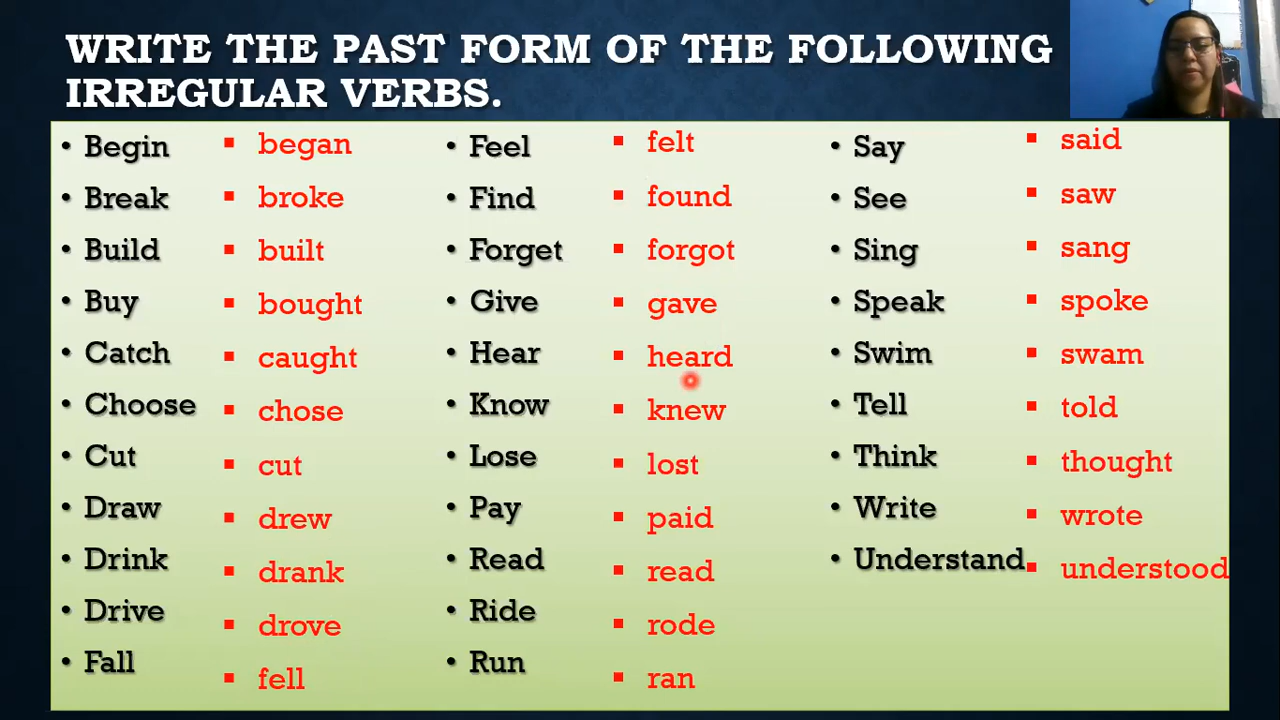 WRITE THE PAST FORM OF THE FOLLOWING
IRREGULAR VERBS.
• Begin
• Break
• Build
• Buy
• Catch
• Choose
• Cut
• Draw
• Drink
• Drive
• Fall
▪ began
▪ broke
▪ built
▪ bought
▪ caught
▪ chose
▪ cut
▪ drew
▪ drank
▪ drove
▪ fell
• Feel
• Find
• Forget
• Give
• Hear
• Know
• Lose
• Pay
• Read
• Ride
• Run
▪ felt
▪ found
▪ forgot
▪ gave
▪ heard
▪ knew
▪ lost
▪ paid
▪ read
▪ rode
▪ ran
• Say
• See
• Sing
• Speak
• Swim
• Tell
• Think
• Write
• Understand
▪ said
▪ saw
▪ sang
▪ spoke
▪ swam
▪ told
▪ thought
▪ wrote
▪ understood